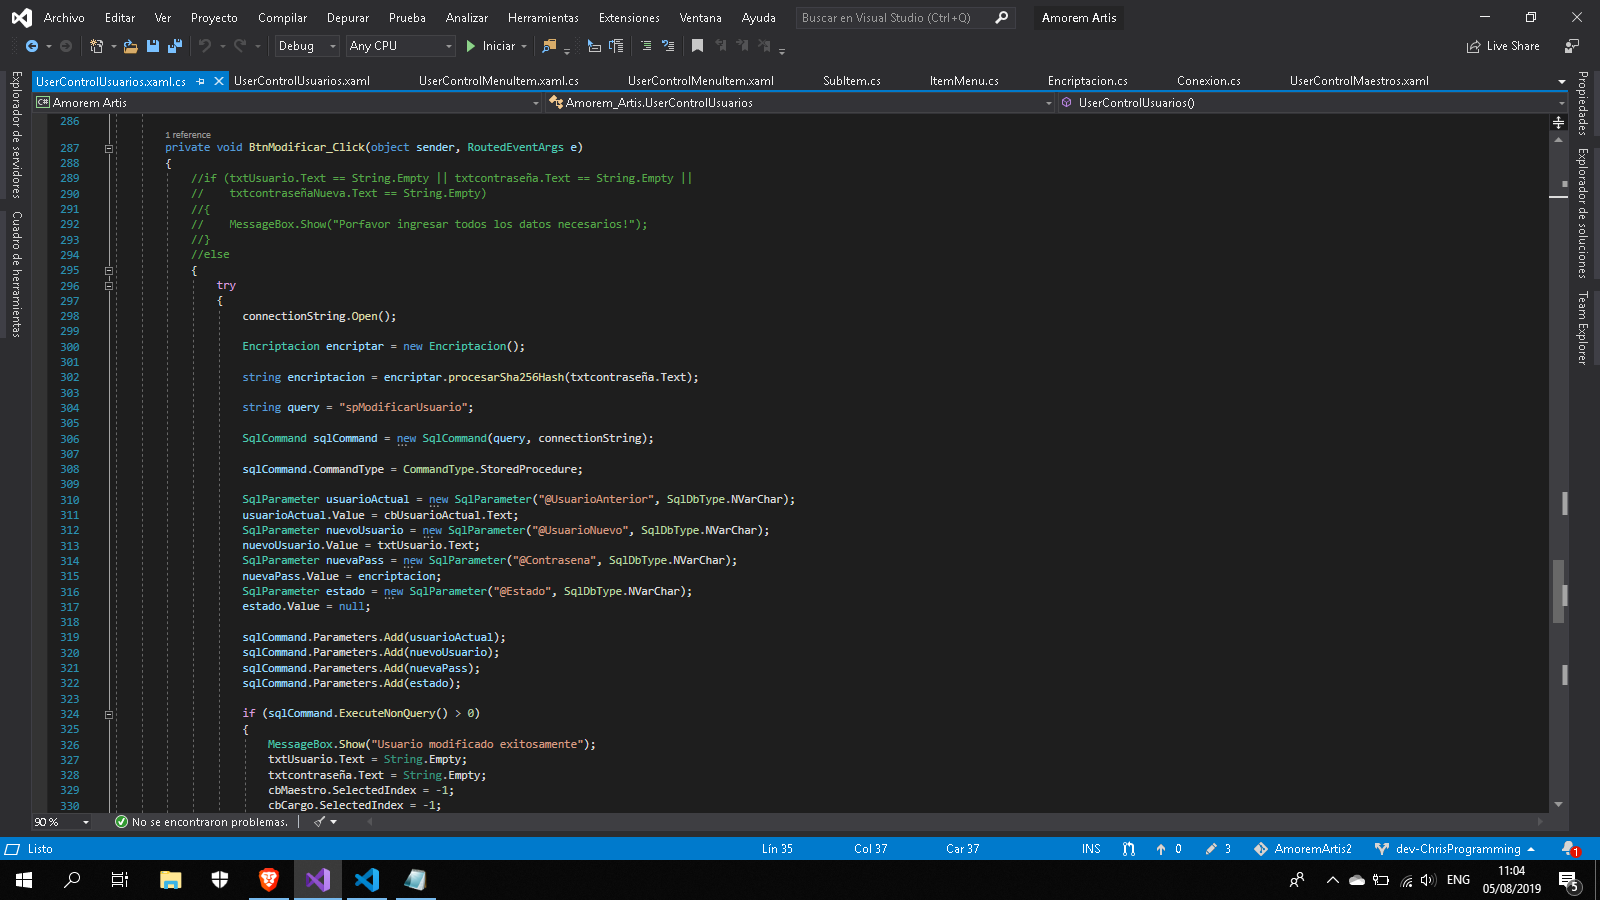 Archivo Editar Ver Proyecto Compilar Depurar Prueba Analizar Herramientas Extensiones Ventana Ayuda Buscar en Visual Studio (Ctrl+Q) Amorem Artis
Debug Any CPU Iniciar Live Share
UserControlUsuarios.xaml.cs UserControlUsuarios.xaml UserControlMenuItem.xaml.cs UserControlMenuItem.xaml SubItem.cs ItemMenu.cs Encriptacion.cs Conexion.cs UserControlMaestros.xaml
Amorem Artis Amorem_Artis.UserControlUsuarios UserControlUsuarios()
Explorador de servidores
Cuadro de herramientas
Propiedades
Explorador de soluciones
Team Explorer
286
1 reference
287 private void BtnModificar_Click(object sender, RoutedEventArgs e)
288 {
289 //if (txtUsuario.Text == String.Empty || txtcontraseña.Text == String.Empty ||
290 // txtcontraseñaNueva.Text == String.Empty)
291 //{
292 // MessageBox.Show("Porfavor ingresar todos los datos necesarios!");
293 //}
294 //else
295 {
296 try
297 {
298 connectionString.Open();
299
300 Encriptacion encriptar = new Encriptacion();
301
302 string encriptacion = encriptar.procesarSha256Hash(txtcontraseña.Text);
303
304 string query = "spModificarUsuario";
305
306 SqlCommand sqlCommand = new SqlCommand(query, connectionString);
307
308 sqlCommand.CommandType = CommandType.StoredProcedure;
309
310 SqlParameter usuarioActual = new SqlParameter("@UsuarioAnterior", SqlDbType.NVarChar);
311 usuarioActual.Value = cbUsuarioActual.Text;
312 SqlParameter nuevoUsuario = new SqlParameter("@UsuarioNuevo", SqlDbType.NVarChar);
313 nuevoUsuario.Value = txtUsuario.Text;
314 SqlParameter nuevaPass = new SqlParameter("@Contrasena", SqlDbType.NVarChar);
315 nuevaPass.Value = encriptacion;
316 SqlParameter estado = new SqlParameter("@Estado", SqlDbType.NVarChar);
317 estado.Value = null;
318
319 sqlCommand.Parameters.Add(usuarioActual);
320 sqlCommand.Parameters.Add(nuevoUsuario);
321 sqlCommand.Parameters.Add(nuevaPass);
322 sqlCommand.Parameters.Add(estado);
323
324 if (sqlCommand.ExecuteNonQuery() > 0)
325 {
326 MessageBox.Show("Usuario modificado exitosamente");
327 txtUsuario.Text = String.Empty;
328 txtcontraseña.Text = String.Empty;
329 cbMaestro.SelectedIndex = -1;
330 cbCargo.SelectedIndex = -1;
90 % No se encontraron problemas.
Listo Lín 35 Col 37 Car 37 INS 0 3 AmoremArtis2 dev-ChrisProgramming 1
ENG 11:04
05/08/2019 5